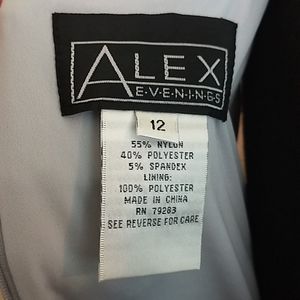 ALEX
E·V·E·N·I·N·G·S
12
55% NYLON
40% POLYESTER
5% SPANDEX
LINING:
100% POLYESTER
MADE IN CHINA
RN 79283
SEE REVERSE FOR CARE